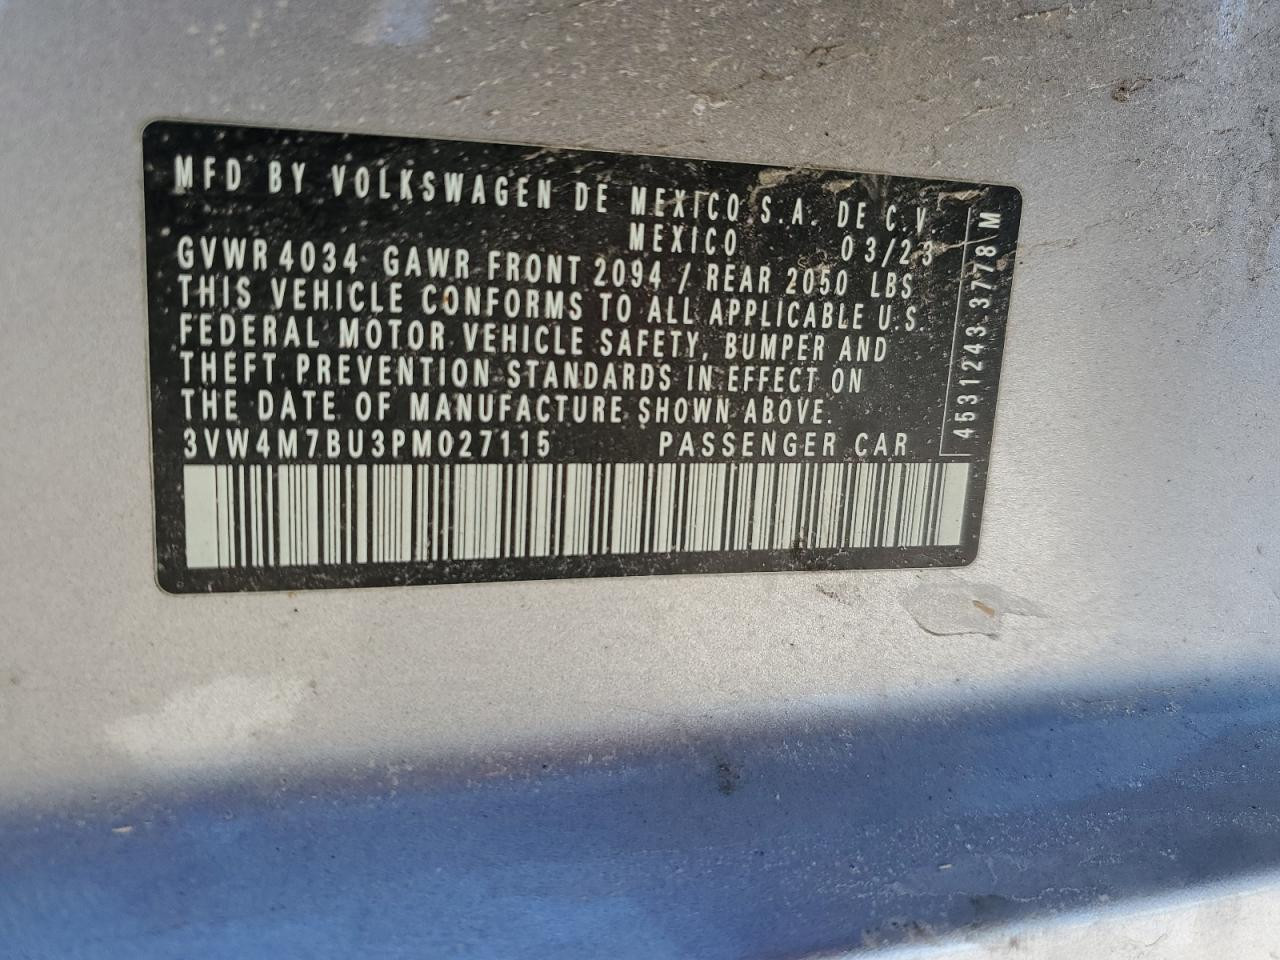 MFD BY VOLKSWAGEN DE MEXICO S.A. DE C.V
MEXICO 03/23
GVWR 4034 GAWR FRONT 2094 / REAR 2050 LBS
THIS VEHICLE CONFORMS TO ALL APPLICABLE U.S.
FEDERAL MOTOR VEHICLE SAFETY, BUMPER AND
THEFT PREVENTION STANDARDS IN EFFECT ON
THE DATE OF MANUFACTURE SHOWN ABOVE.
3VW4M7BU3PM027115 PASSENGER CAR
4531243.3778 M